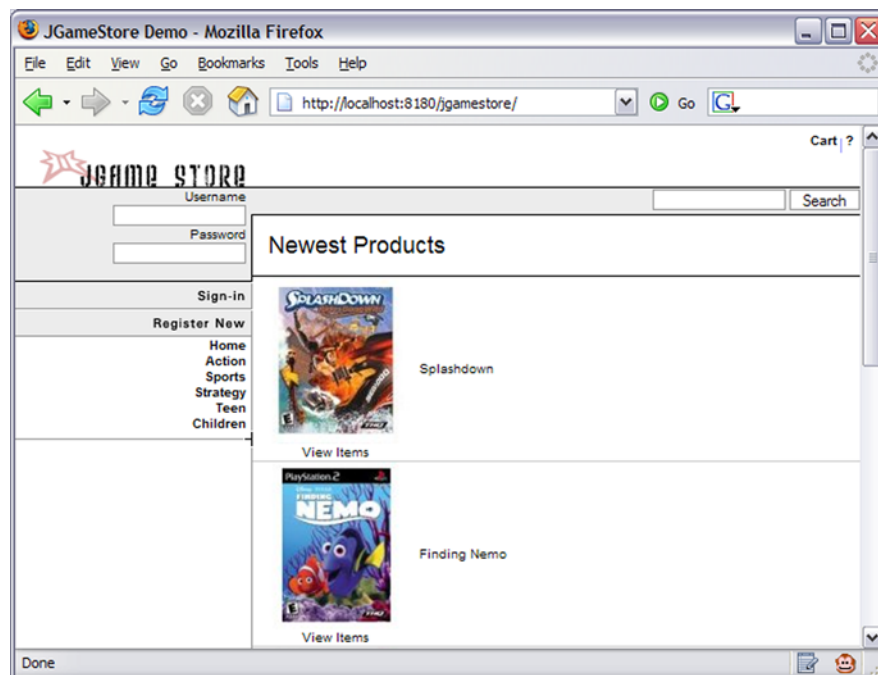 JGameStore Demo - Mozilla Firefox
File Edit View Go Bookmarks Tools Help
http://localhost:8180/jgamestore/ Go G
Cart | ?
JGAME STORE
Username
Search
Password
Newest Products
Sign-in
Register New
Home
Action
Sports
Strategy
Teen
Children
SPLASHDOWN
THQ
E
Splashdown
View Items
PlayStation 2
FINDING
NEMO
E
THQ
Finding Nemo
View Items
Done